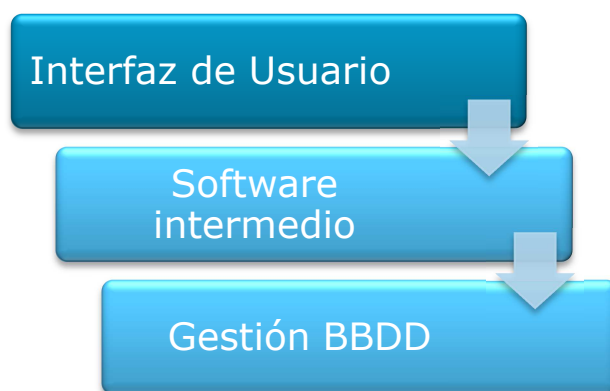 Interfaz de Usuario
Software
intermedio
Gestión BBDD